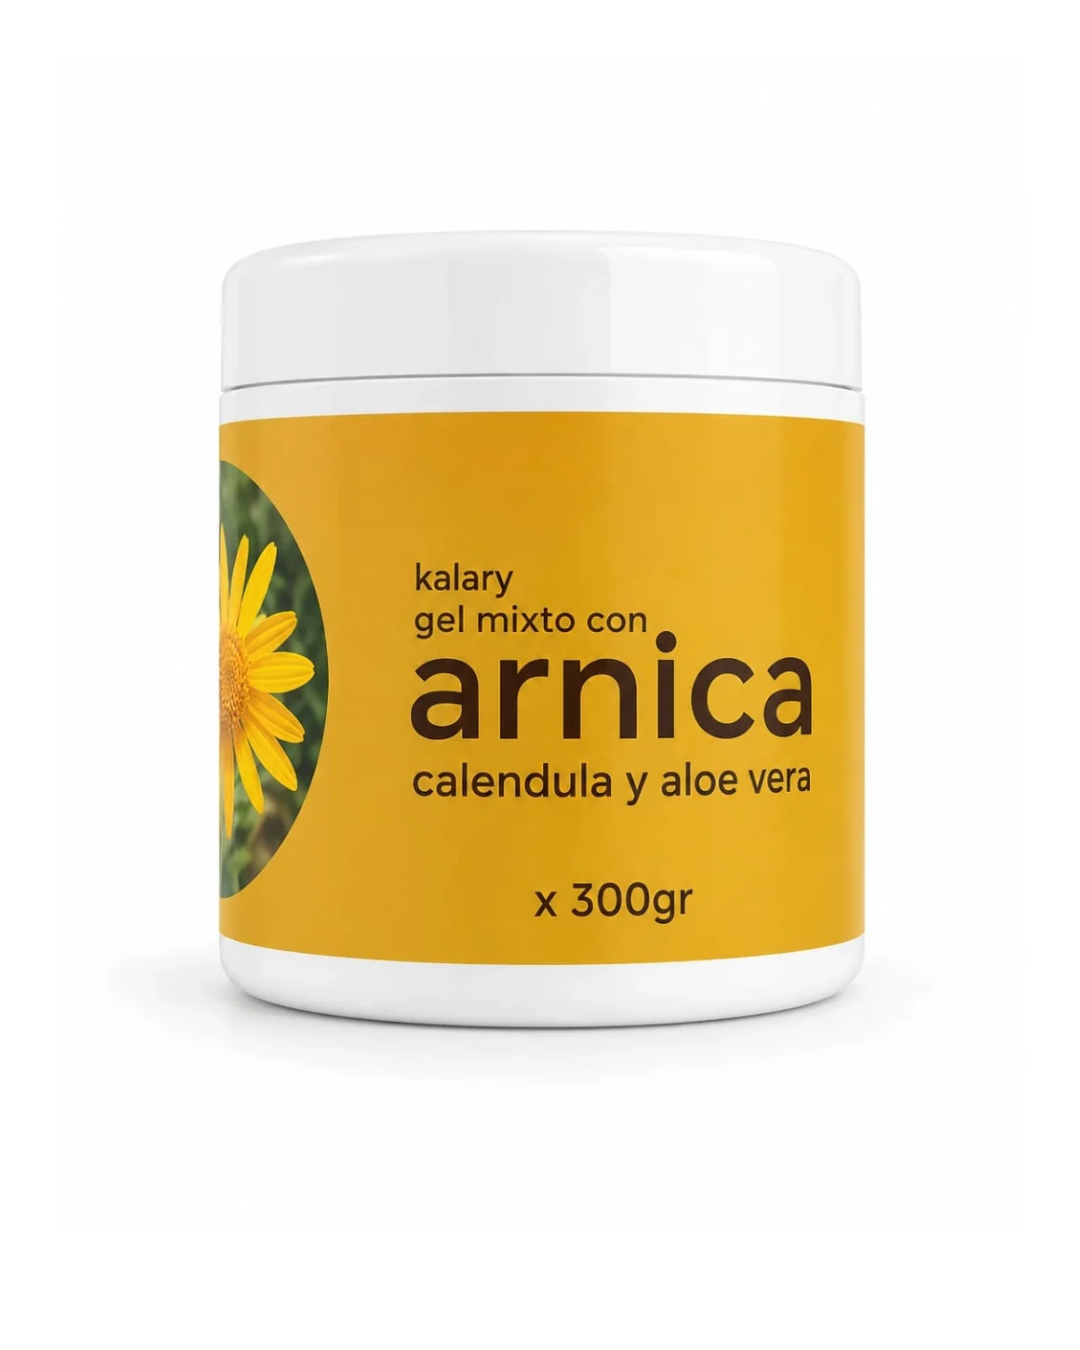 kalary
gel mixto con
arnica
calendula y aloe vera
x 300gr